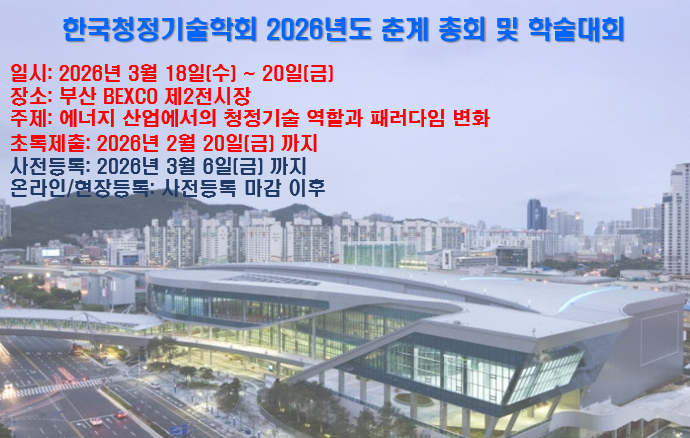 한국청정기술학회 2026년도 춘계 총회 및 학술대회
일시: 2026년 3월 18일(수) ~ 20일(금)
장소: 부산 BEXCO 제2전시장
주제: 에너지 산업에서의 청정기술 역할과 패러다임 변화
초록제출: 2026년 2월 20일(금) 까지
사전등록: 2026년 3월 6일(금) 까지
온라인/현장등록: 사전등록 마감 이후